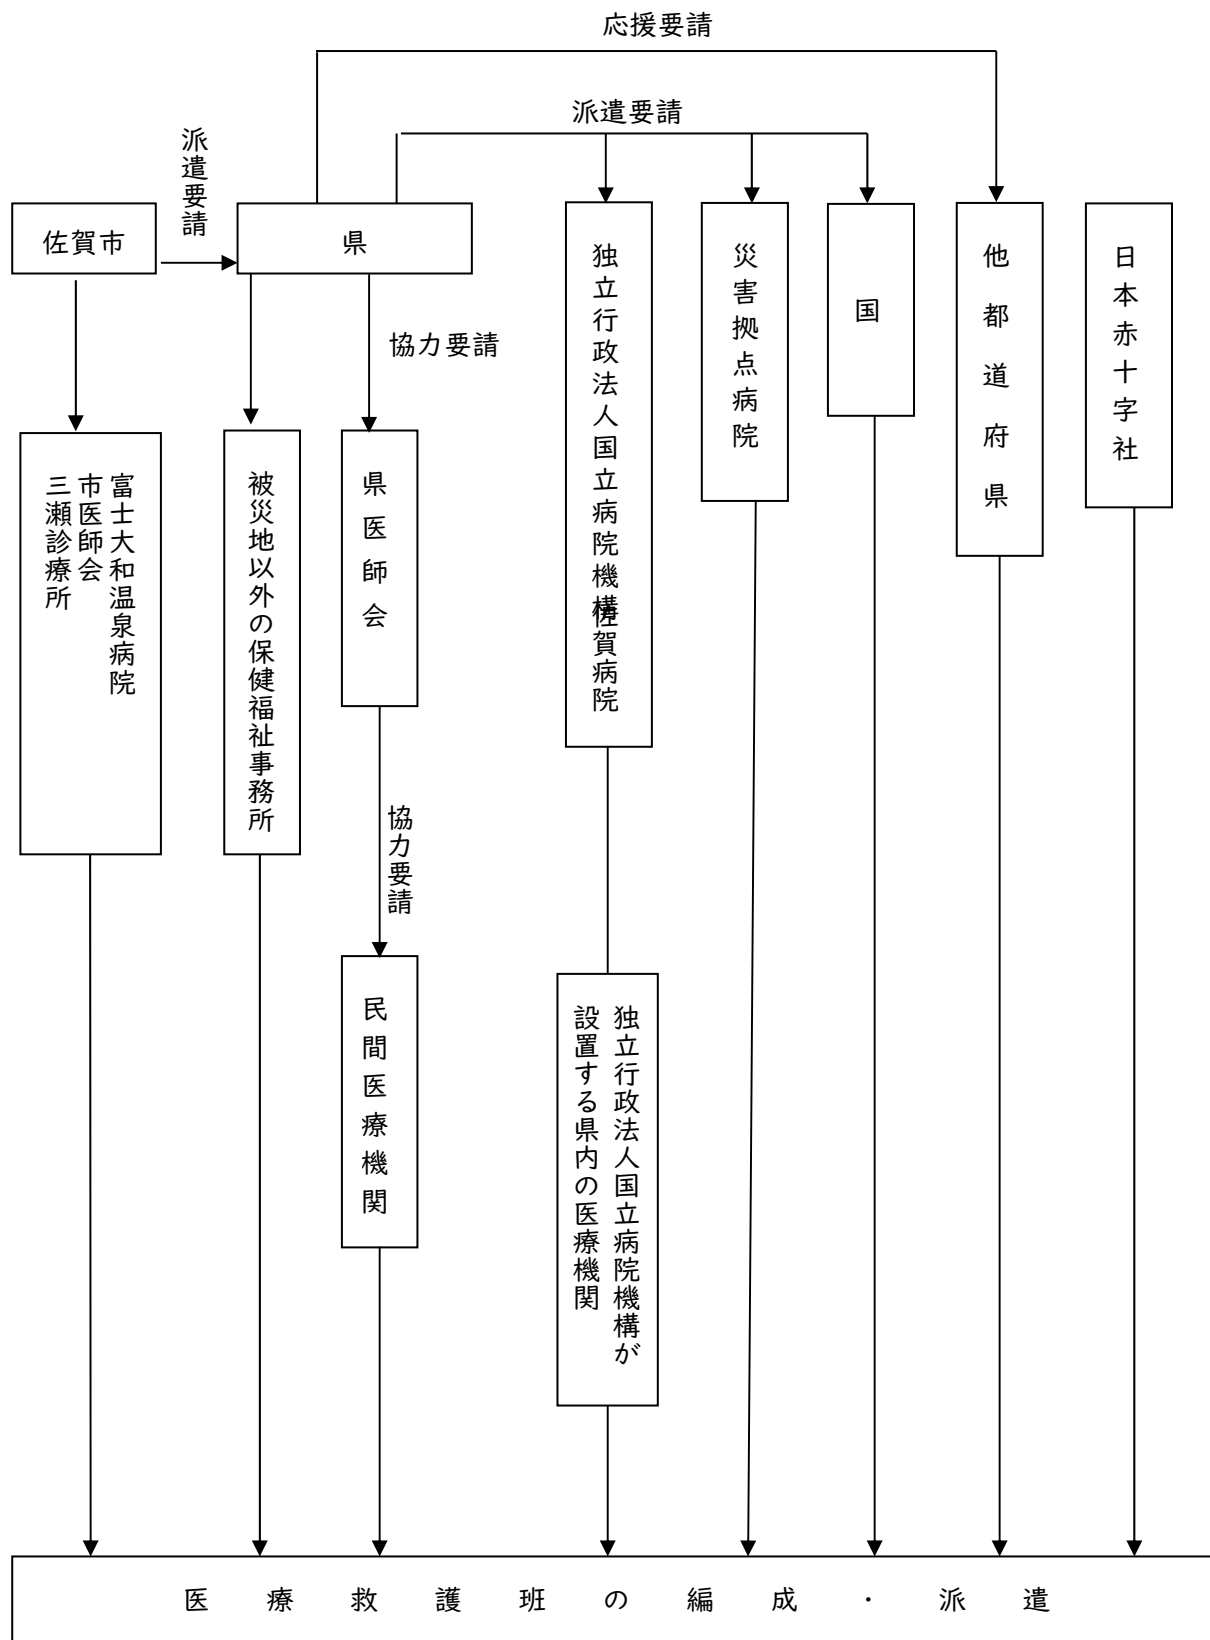 応援要請
派遣要請
派遣要請
佐賀市
県
協力要請
富士大和温泉病院
市医師会
三瀬診療所
被災地以外の保健福祉事務所
県医師会
協力要請
民間医療機関
独立行政法人国立病院機構佐賀病院
独立行政法人国立病院機構が
設置する県内の医療機関
災害拠点病院
国
他都道府県
日本赤十字社
医療救護班の編成・派遣